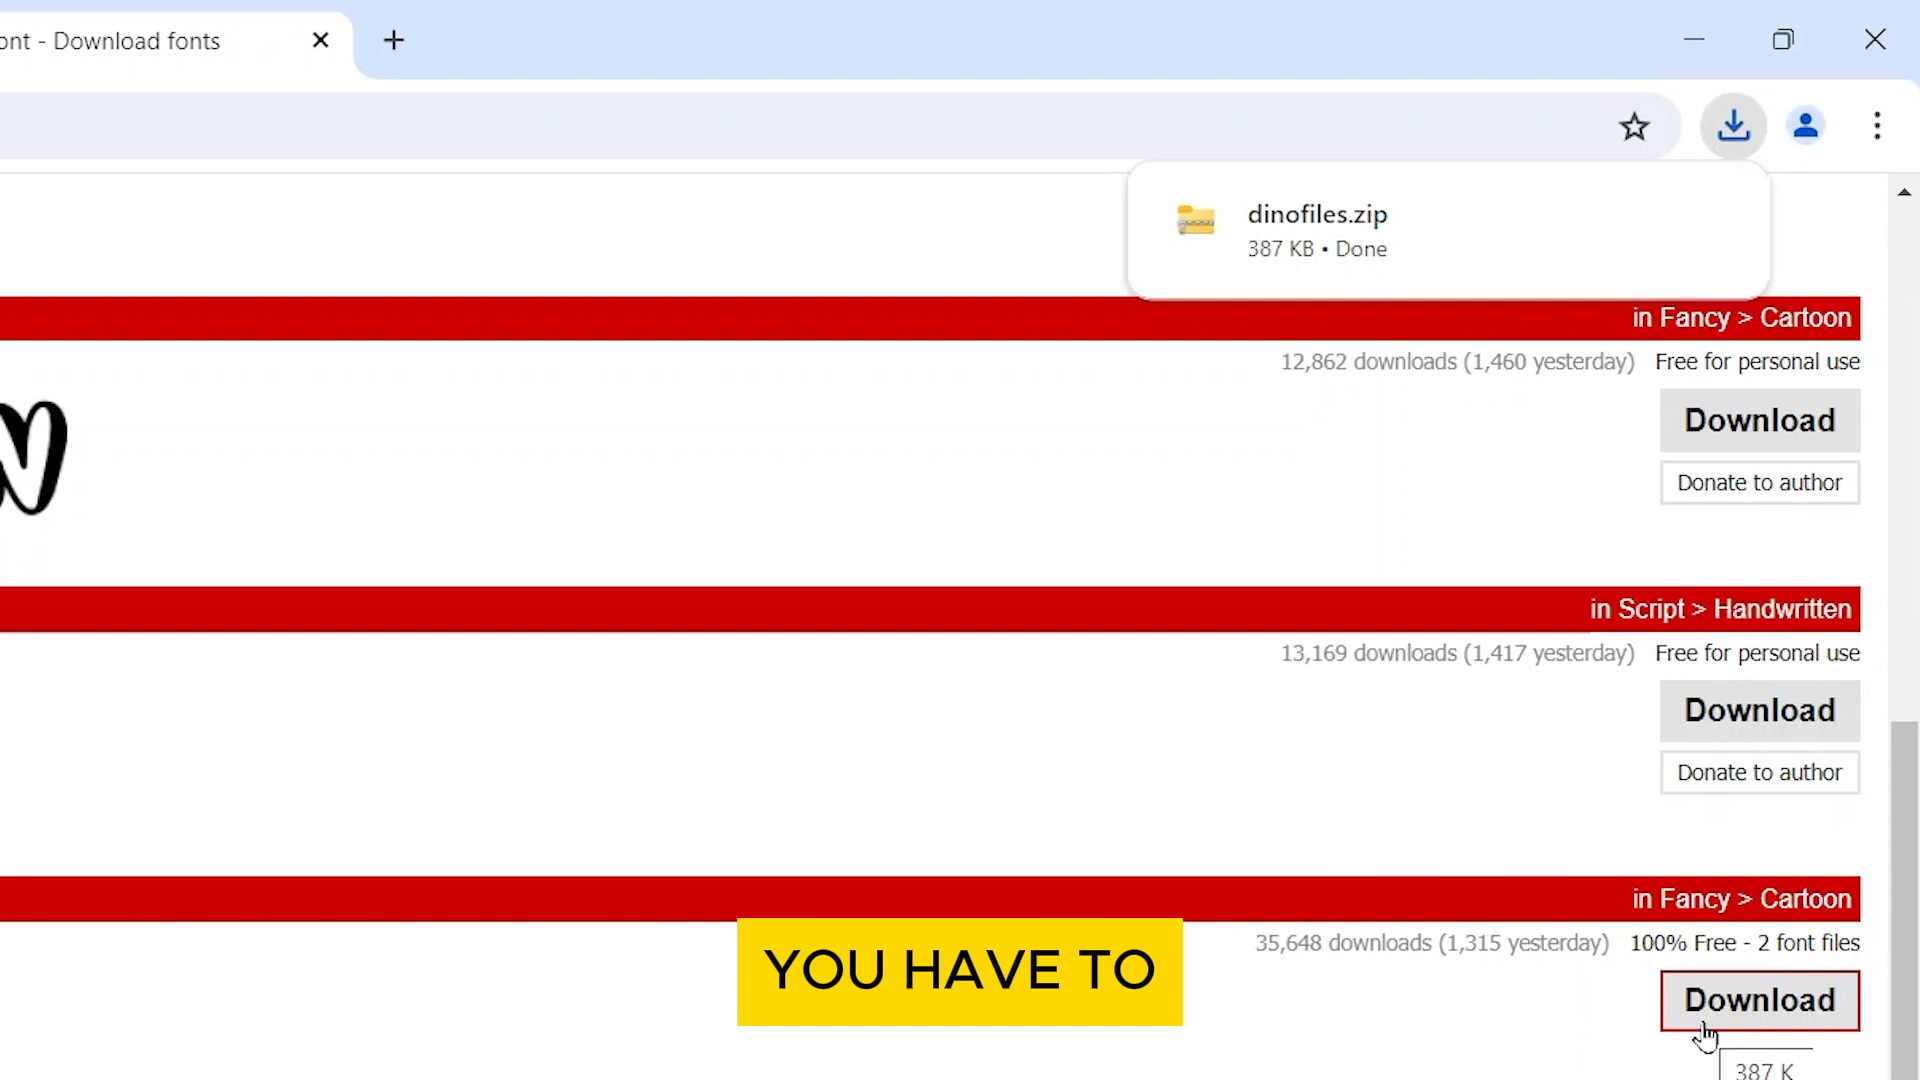 ont - Download fonts
dinofiles.zip
387 KB • Done
in Fancy > Cartoon
12,862 downloads (1,460 yesterday) Free for personal use
Download
Donate to author
in Script > Handwritten
13,169 downloads (1,417 yesterday) Free for personal use
Download
Donate to author
in Fancy > Cartoon
35,648 downloads (1,315 yesterday) 100% Free - 2 font files
YOU HAVE TO
Download
387 K